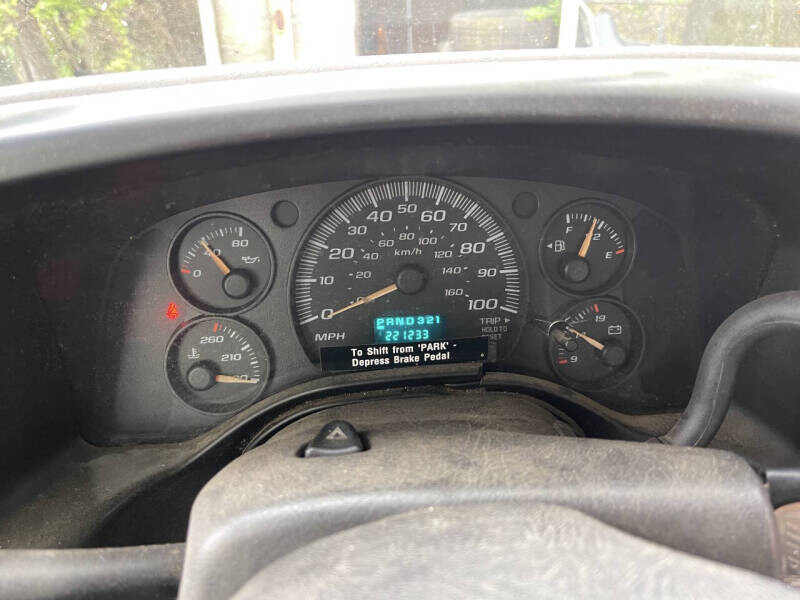 60
40
0
260
210
0 10 20 30 40 50 60 70 80 90 100
20 40 60 80 100 120 140 160
km/h
MPH
PRND321
221233
TRIP
HOLD TO
To Shift from 'PARK' -
Depress Brake Pedal
F
E
19
9